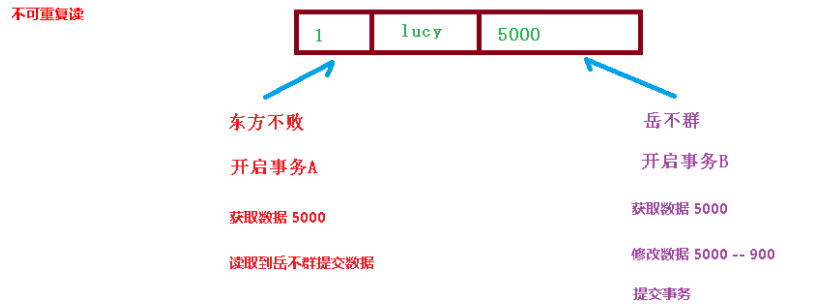 不可重复读
1 lucy 5000
东方不败
岳不群
开启事务A
开启事务B
获取数据 5000
获取数据 5000
读取到岳不群提交数据
修改数据 5000 -- 900
提交事务